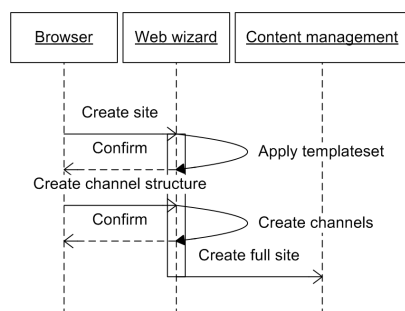 Browser
Web wizard
Content management
Create site
Confirm
Apply templateset
Create channel structure
Confirm
Create channels
Create full site